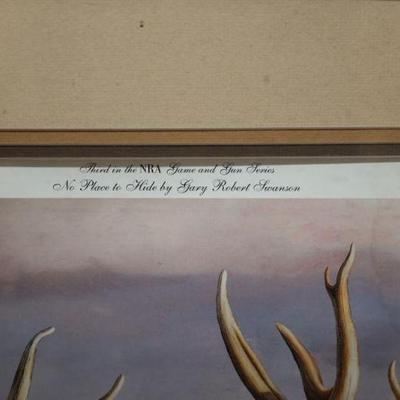 Third in the NRA Game and Gun Series
No Place to Hide by Gary Robert Swanson